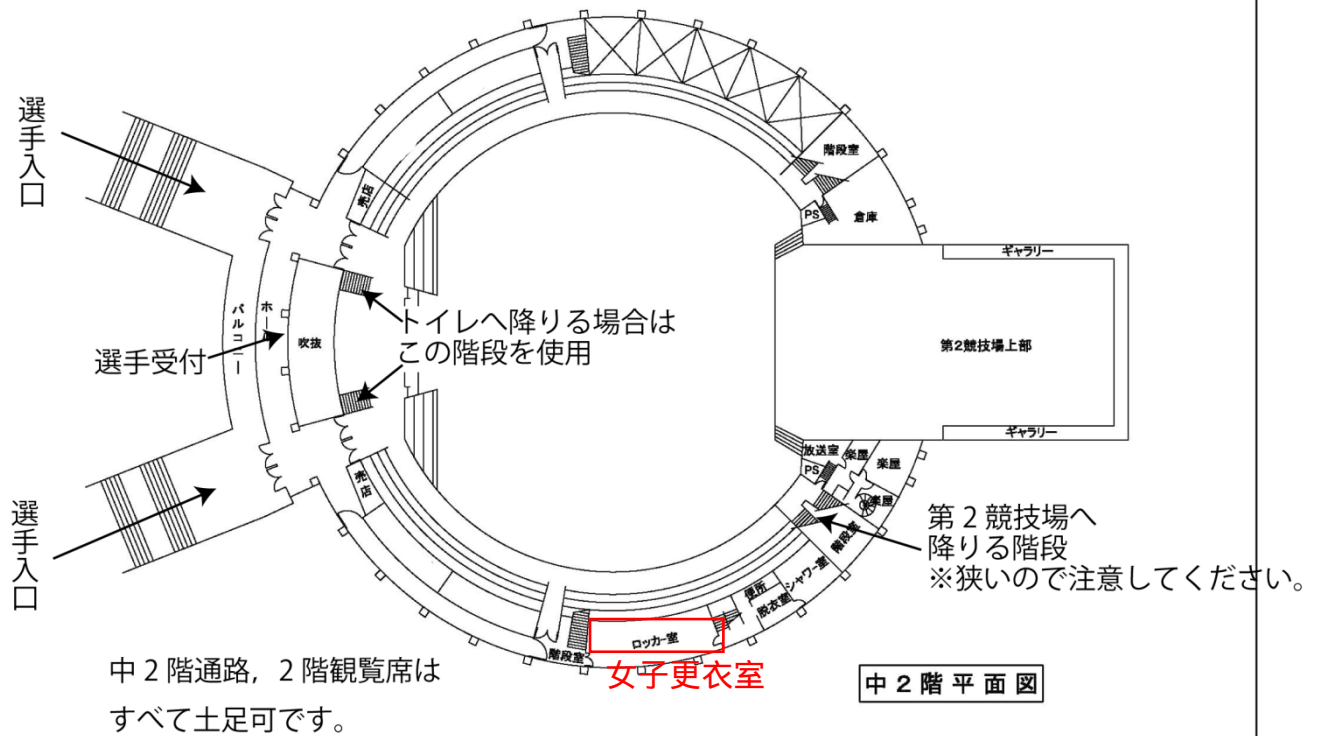 選手入口
階段室
売店
PS
倉庫
ギャラリー
バルコニー
ホール
トイレへ降りる場合は
この階段を使用
選手受付
吹抜
第2競技場上部
ギャラリー
放送室
楽屋
楽屋
PS
楽屋
売店
選手入口
階段室
第２競技場へ
降りる階段
※狭いので注意してください。
シャワー室
便所
脱衣室
ロッカー室
階段室
女子更衣室
中２階通路，２階観覧席は
すべて土足可です。
中２階平面図